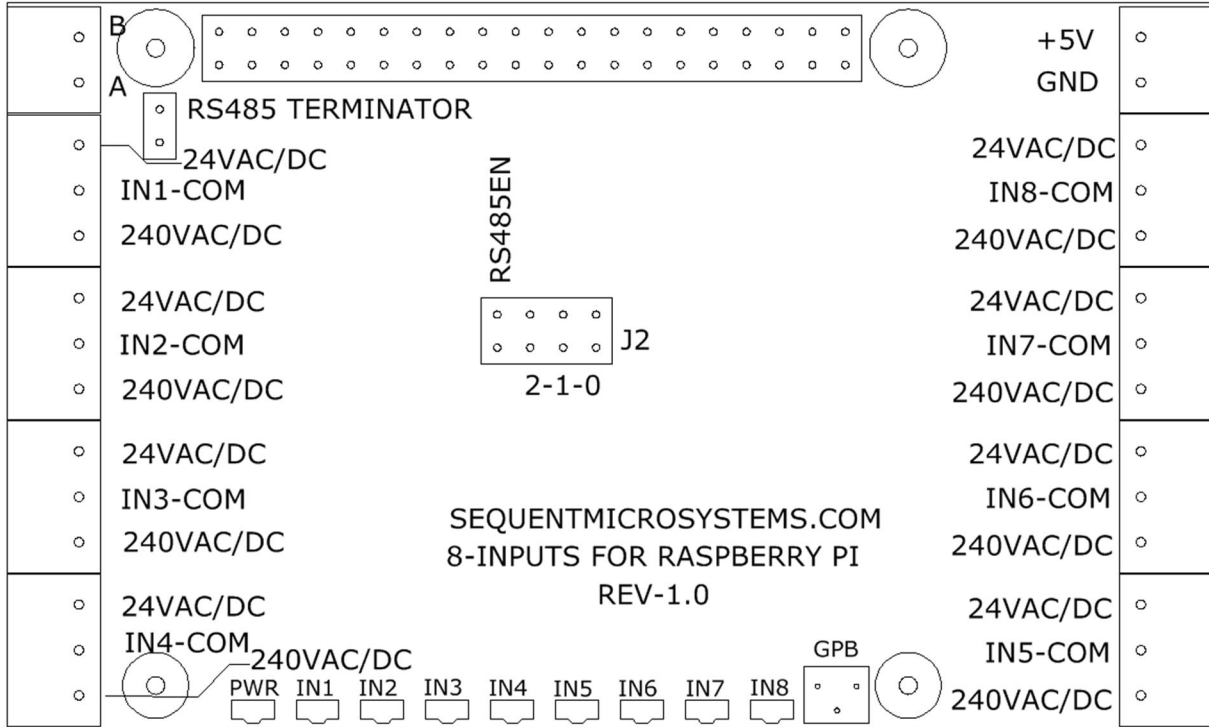 B
A
RS485 TERMINATOR
24VAC/DC
IN1-COM
240VAC/DC
24VAC/DC
IN2-COM
240VAC/DC
24VAC/DC
IN3-COM
240VAC/DC
24VAC/DC
IN4-COM
240VAC/DC
RS485EN
J2
2-1-0
SEQUENTMICROSYSTEMS.COM
8-INPUTS FOR RASPBERRY PI
REV-1.0
+5V
GND
24VAC/DC
IN8-COM
240VAC/DC
24VAC/DC
IN7-COM
240VAC/DC
24VAC/DC
IN6-COM
240VAC/DC
24VAC/DC
IN5-COM
240VAC/DC
GPB
PWR IN1 IN2 IN3 IN4 IN5 IN6 IN7 IN8